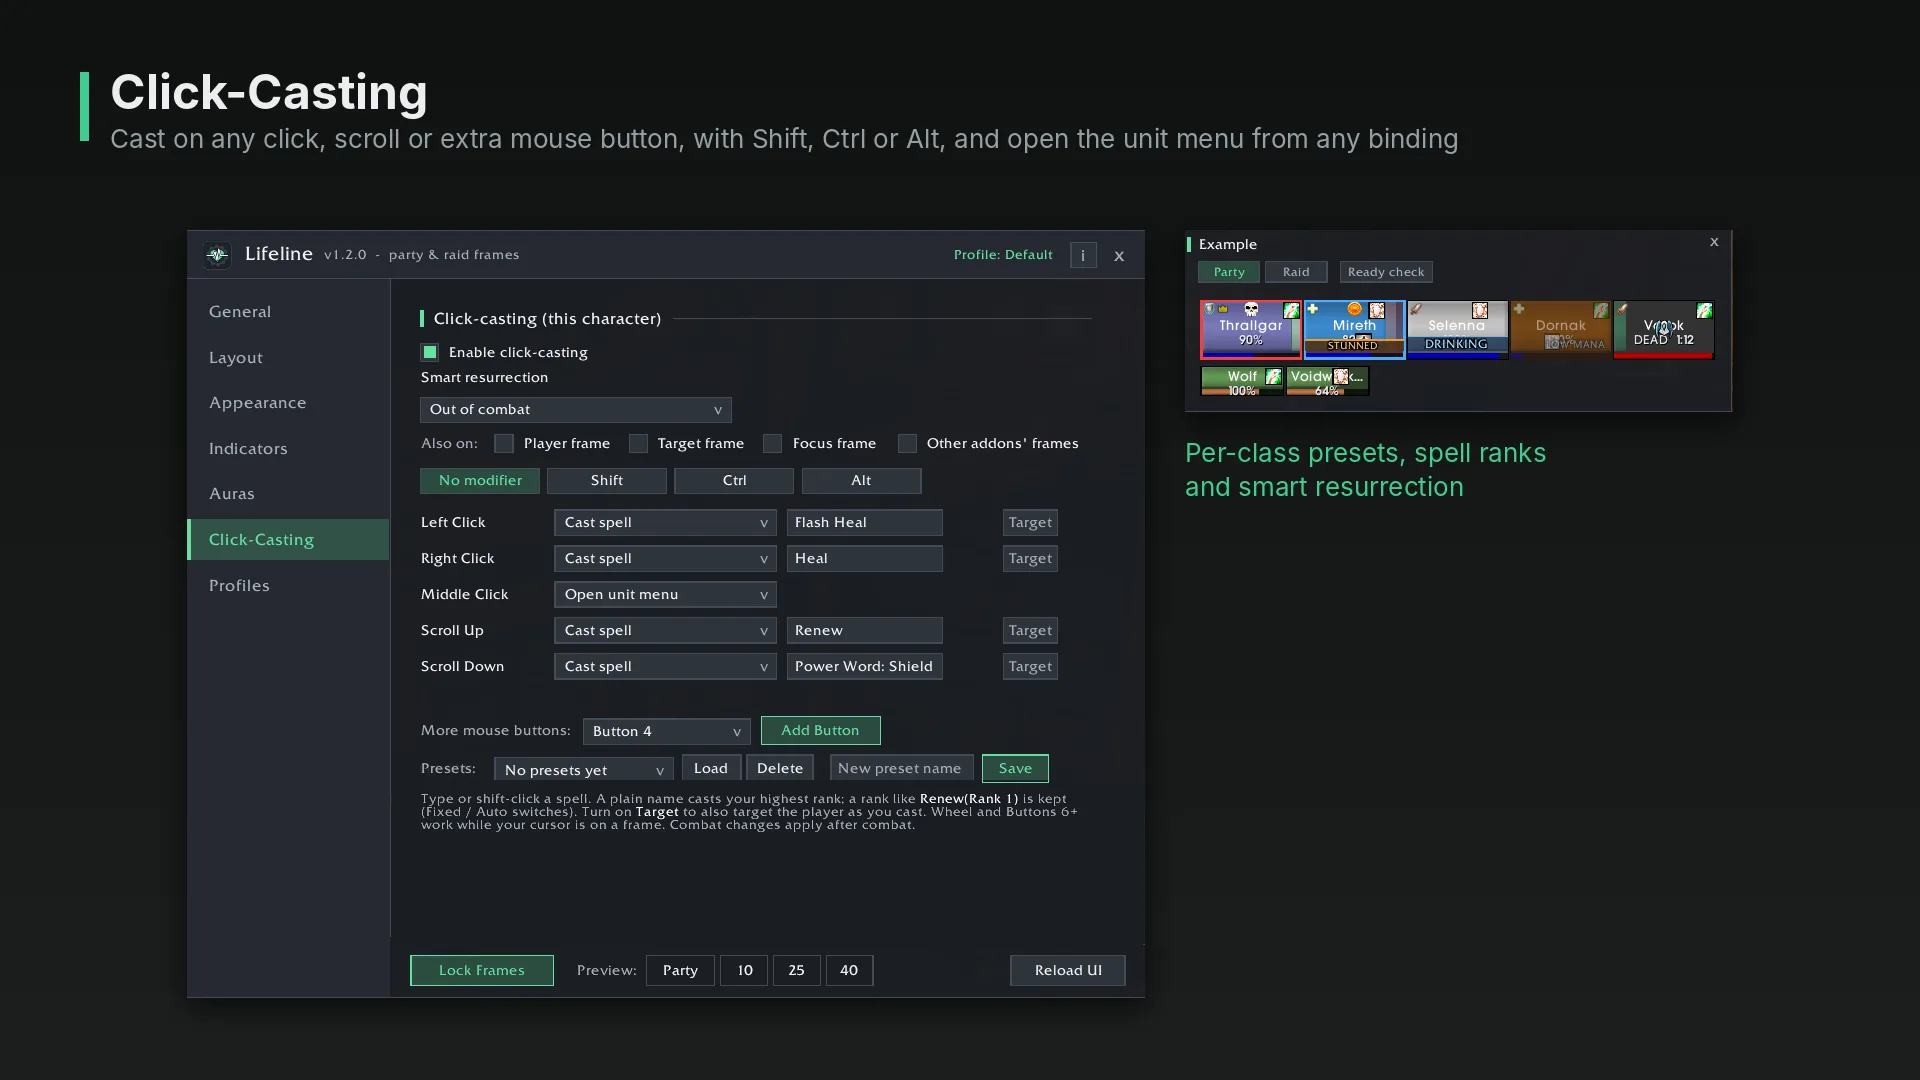 Click-Casting
Cast on any click, scroll or extra mouse button, with Shift, Ctrl or Alt, and open the unit menu from any binding
Lifeline v1.2.0 - party & raid frames
Profile: Default
i
x
General
Layout
Appearance
Indicators
Auras
Click-Casting
Profiles
Click-casting (this character)
Enable click-casting
Smart resurrection
Out of combat v
Also on: Player frame Target frame Focus frame Other addons' frames
No modifier Shift Ctrl Alt
Left Click Cast spell v Flash Heal Target
Right Click Cast spell v Heal Target
Middle Click Open unit menu v
Scroll Up Cast spell v Renew Target
Scroll Down Cast spell v Power Word: Shield Target
More mouse buttons: Button 4 v Add Button
Presets: No presets yet v Load Delete New preset name Save
Type or shift-click a spell. A plain name casts your highest rank; a rank like Renew(Rank 1) is kept
(Fixed / Auto switches). Turn on Target to also target the player as you cast. Wheel and Buttons 6+
work while your cursor is on a frame. Combat changes apply after combat.
Lock Frames Preview: Party 10 25 40 Reload UI
Example x
Party Raid Ready check
Thrallgar
90%
Mireth
STUNNED
Selenna
DRINKING
Dornak
MANA
DEAD 1:12
Wolf
100%
64%
Per-class presets, spell ranks
and smart resurrection